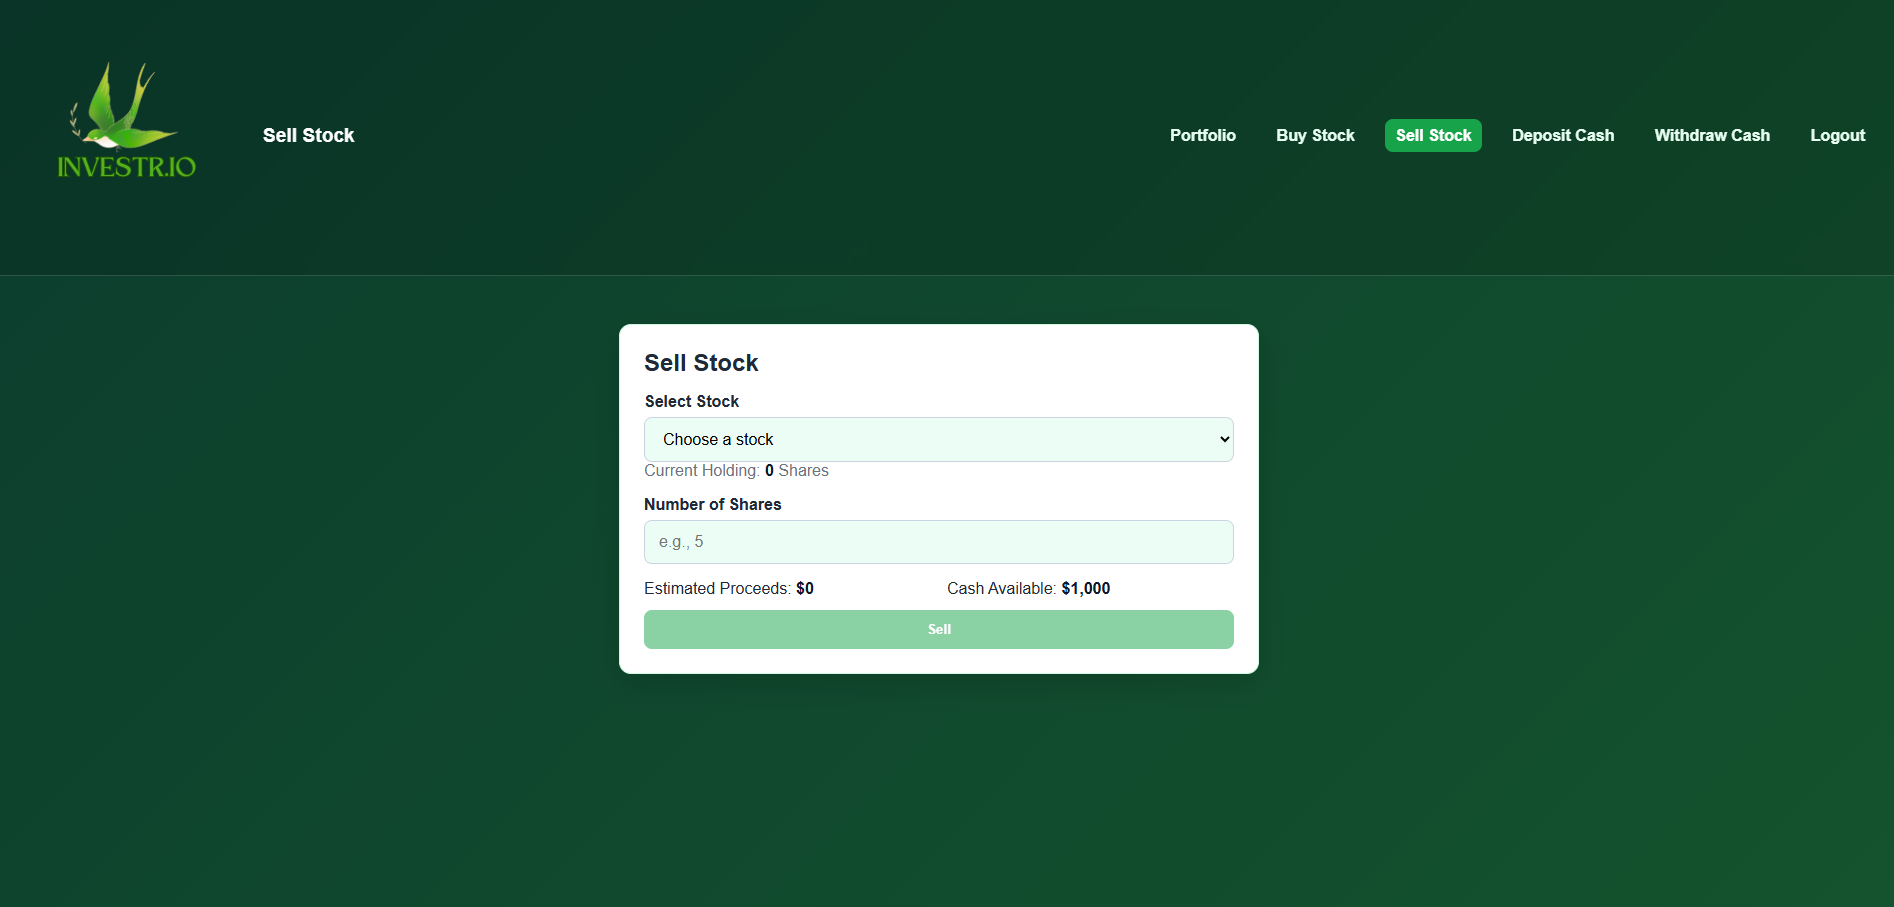 INVESTR.IO
Sell Stock
Portfolio
Buy Stock
Sell Stock
Deposit Cash
Withdraw Cash
Logout
Sell Stock
Select Stock
Choose a stock
Current Holding: 0 Shares
Number of Shares
e.g., 5
Estimated Proceeds: $0
Cash Available: $1,000
Sell